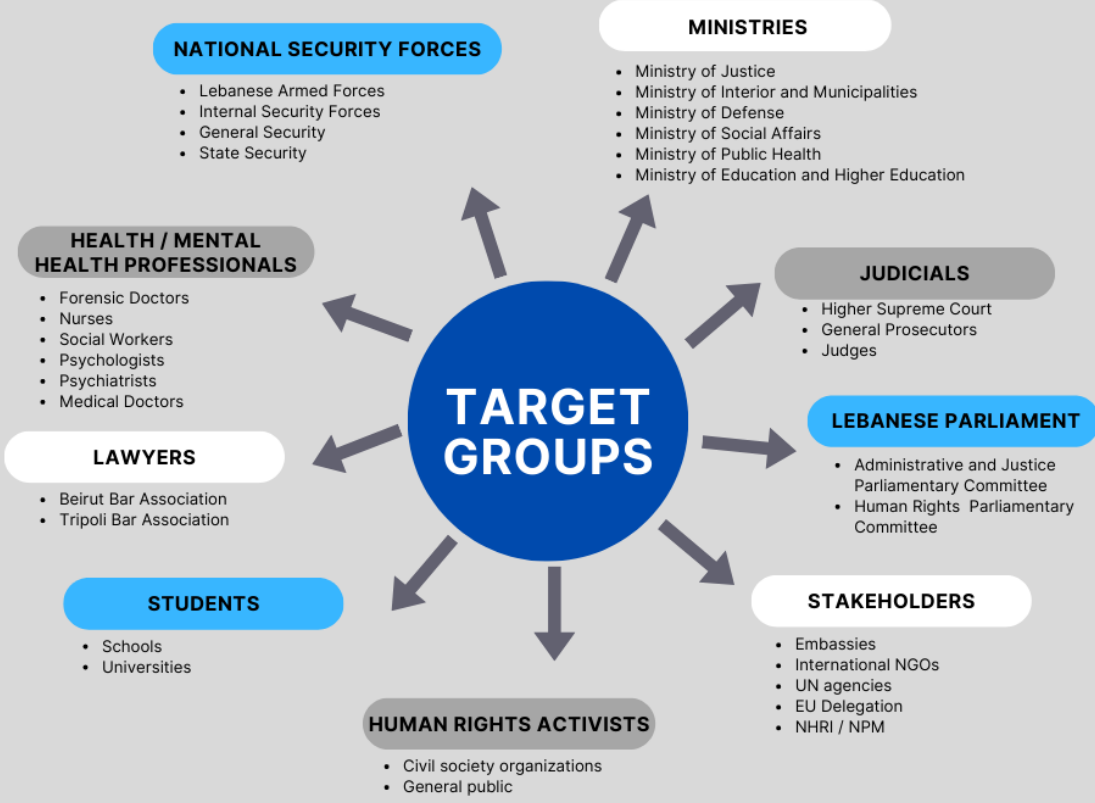 NATIONAL SECURITY FORCES
• Lebanese Armed Forces
• Internal Security Forces
• General Security
• State Security
MINISTRIES
• Ministry of Justice
• Ministry of Interior and Municipalities
• Ministry of Defense
• Ministry of Social Affairs
• Ministry of Public Health
• Ministry of Education and Higher Education
HEALTH / MENTAL
HEALTH PROFESSIONALS
• Forensic Doctors
• Nurses
• Social Workers
• Psychologists
• Psychiatrists
• Medical Doctors
JUDICIALS
• Higher Supreme Court
• General Prosecutors
• Judges
TARGET
GROUPS
LEBANESE PARLIAMENT
• Administrative and Justice
Parliamentary Committee
• Human Rights Parliamentary
Committee
LAWYERS
• Beirut Bar Association
• Tripoli Bar Association
STUDENTS
• Schools
• Universities
STAKEHOLDERS
• Embassies
• International NGOs
• UN agencies
• EU Delegation
• NHRI / NPM
HUMAN RIGHTS ACTIVISTS
• Civil society organizations
• General public